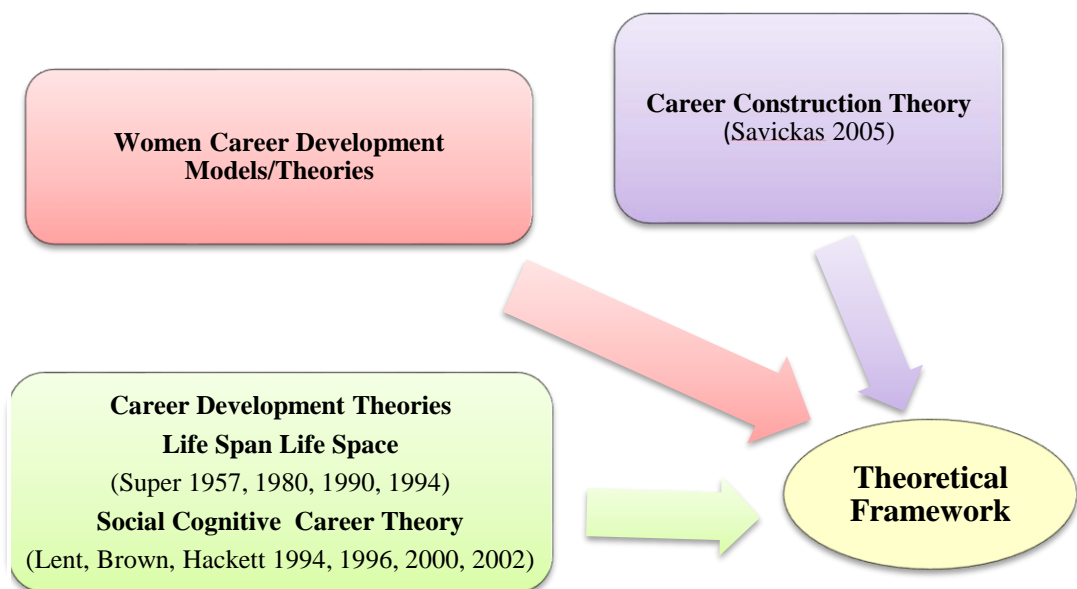 Women Career Development
Models/Theories
Career Construction Theory
(Savickas 2005)
Career Development Theories
Life Span Life Space
(Super 1957, 1980, 1990, 1994)
Social Cognitive Career Theory
(Lent, Brown, Hackett 1994, 1996, 2000, 2002)
Theoretical
Framework